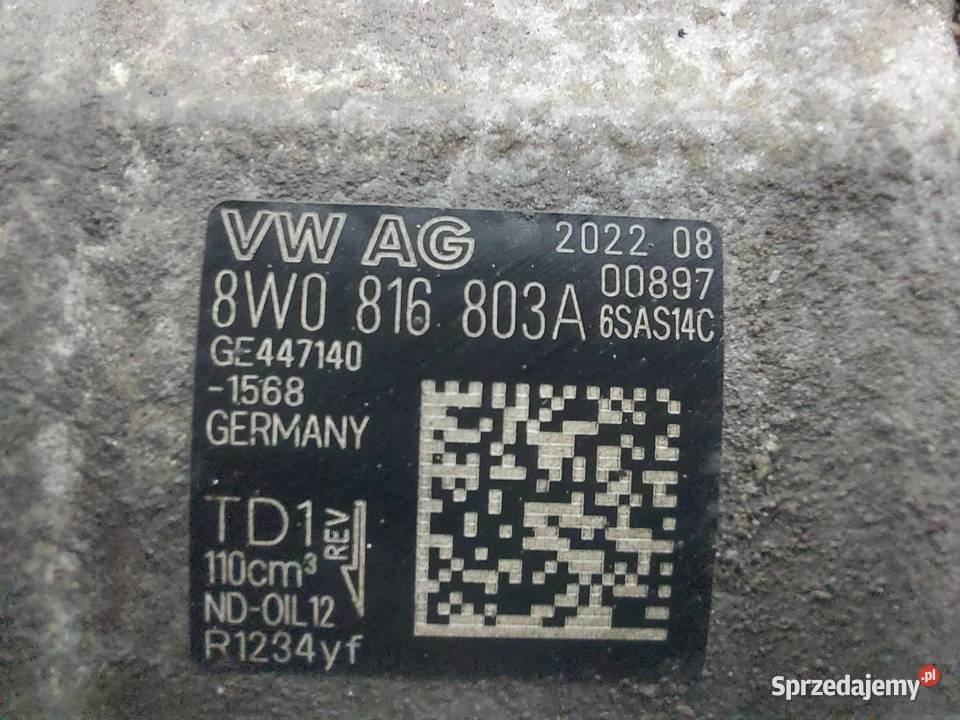 VW AG 2022 08
00897
8W0 816 803A 6SAS14C
GE447140
-1568
GERMANY
TD1 REV
110cm³
ND-OIL12
R1234yf
Sprzedajemy.pl